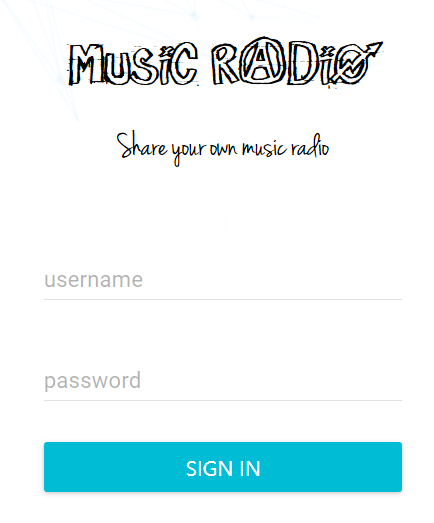 MUSiC RADiO
Share your own music radio
username
password
SIGN IN